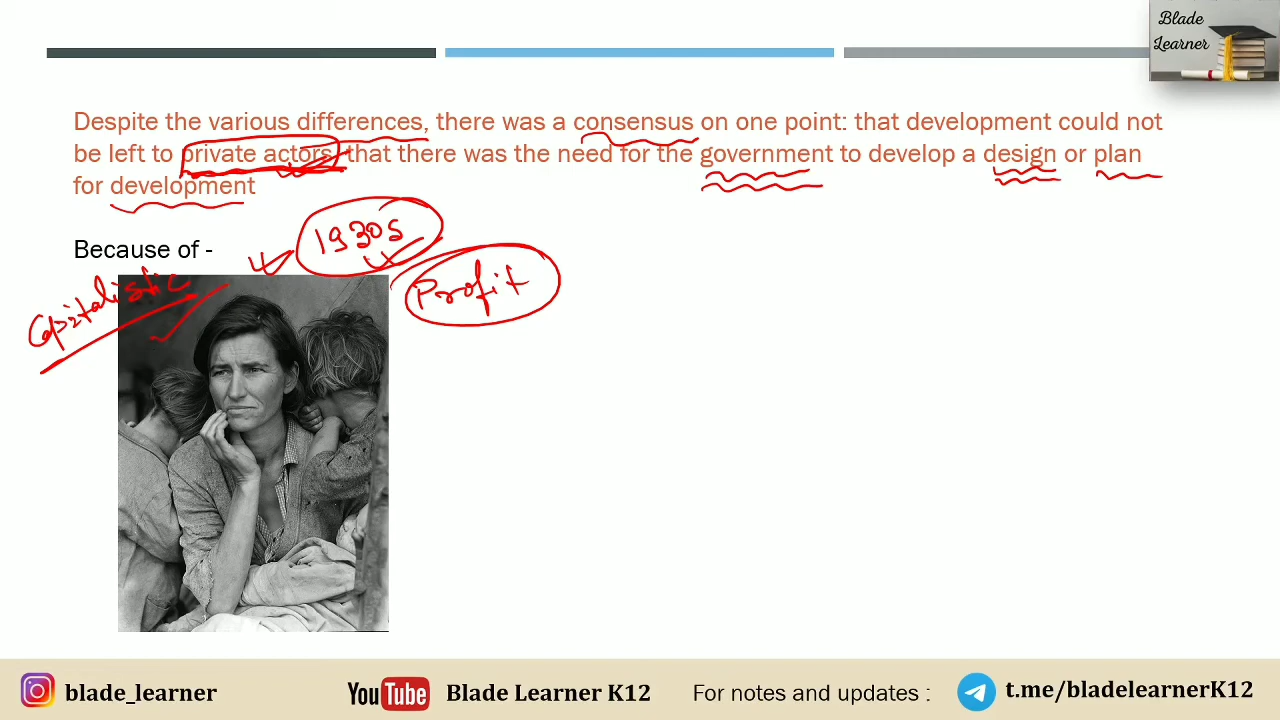 Blade
Learner
Despite the various differences, there was a consensus on one point: that development could not
be left to private actors, that there was the need for the government to develop a design or plan
for development
1930s
Because of -
Profit
Capitalistic
blade_learner
YouTube
Blade Learner K12
For notes and updates :
t.me/bladelearnerK12